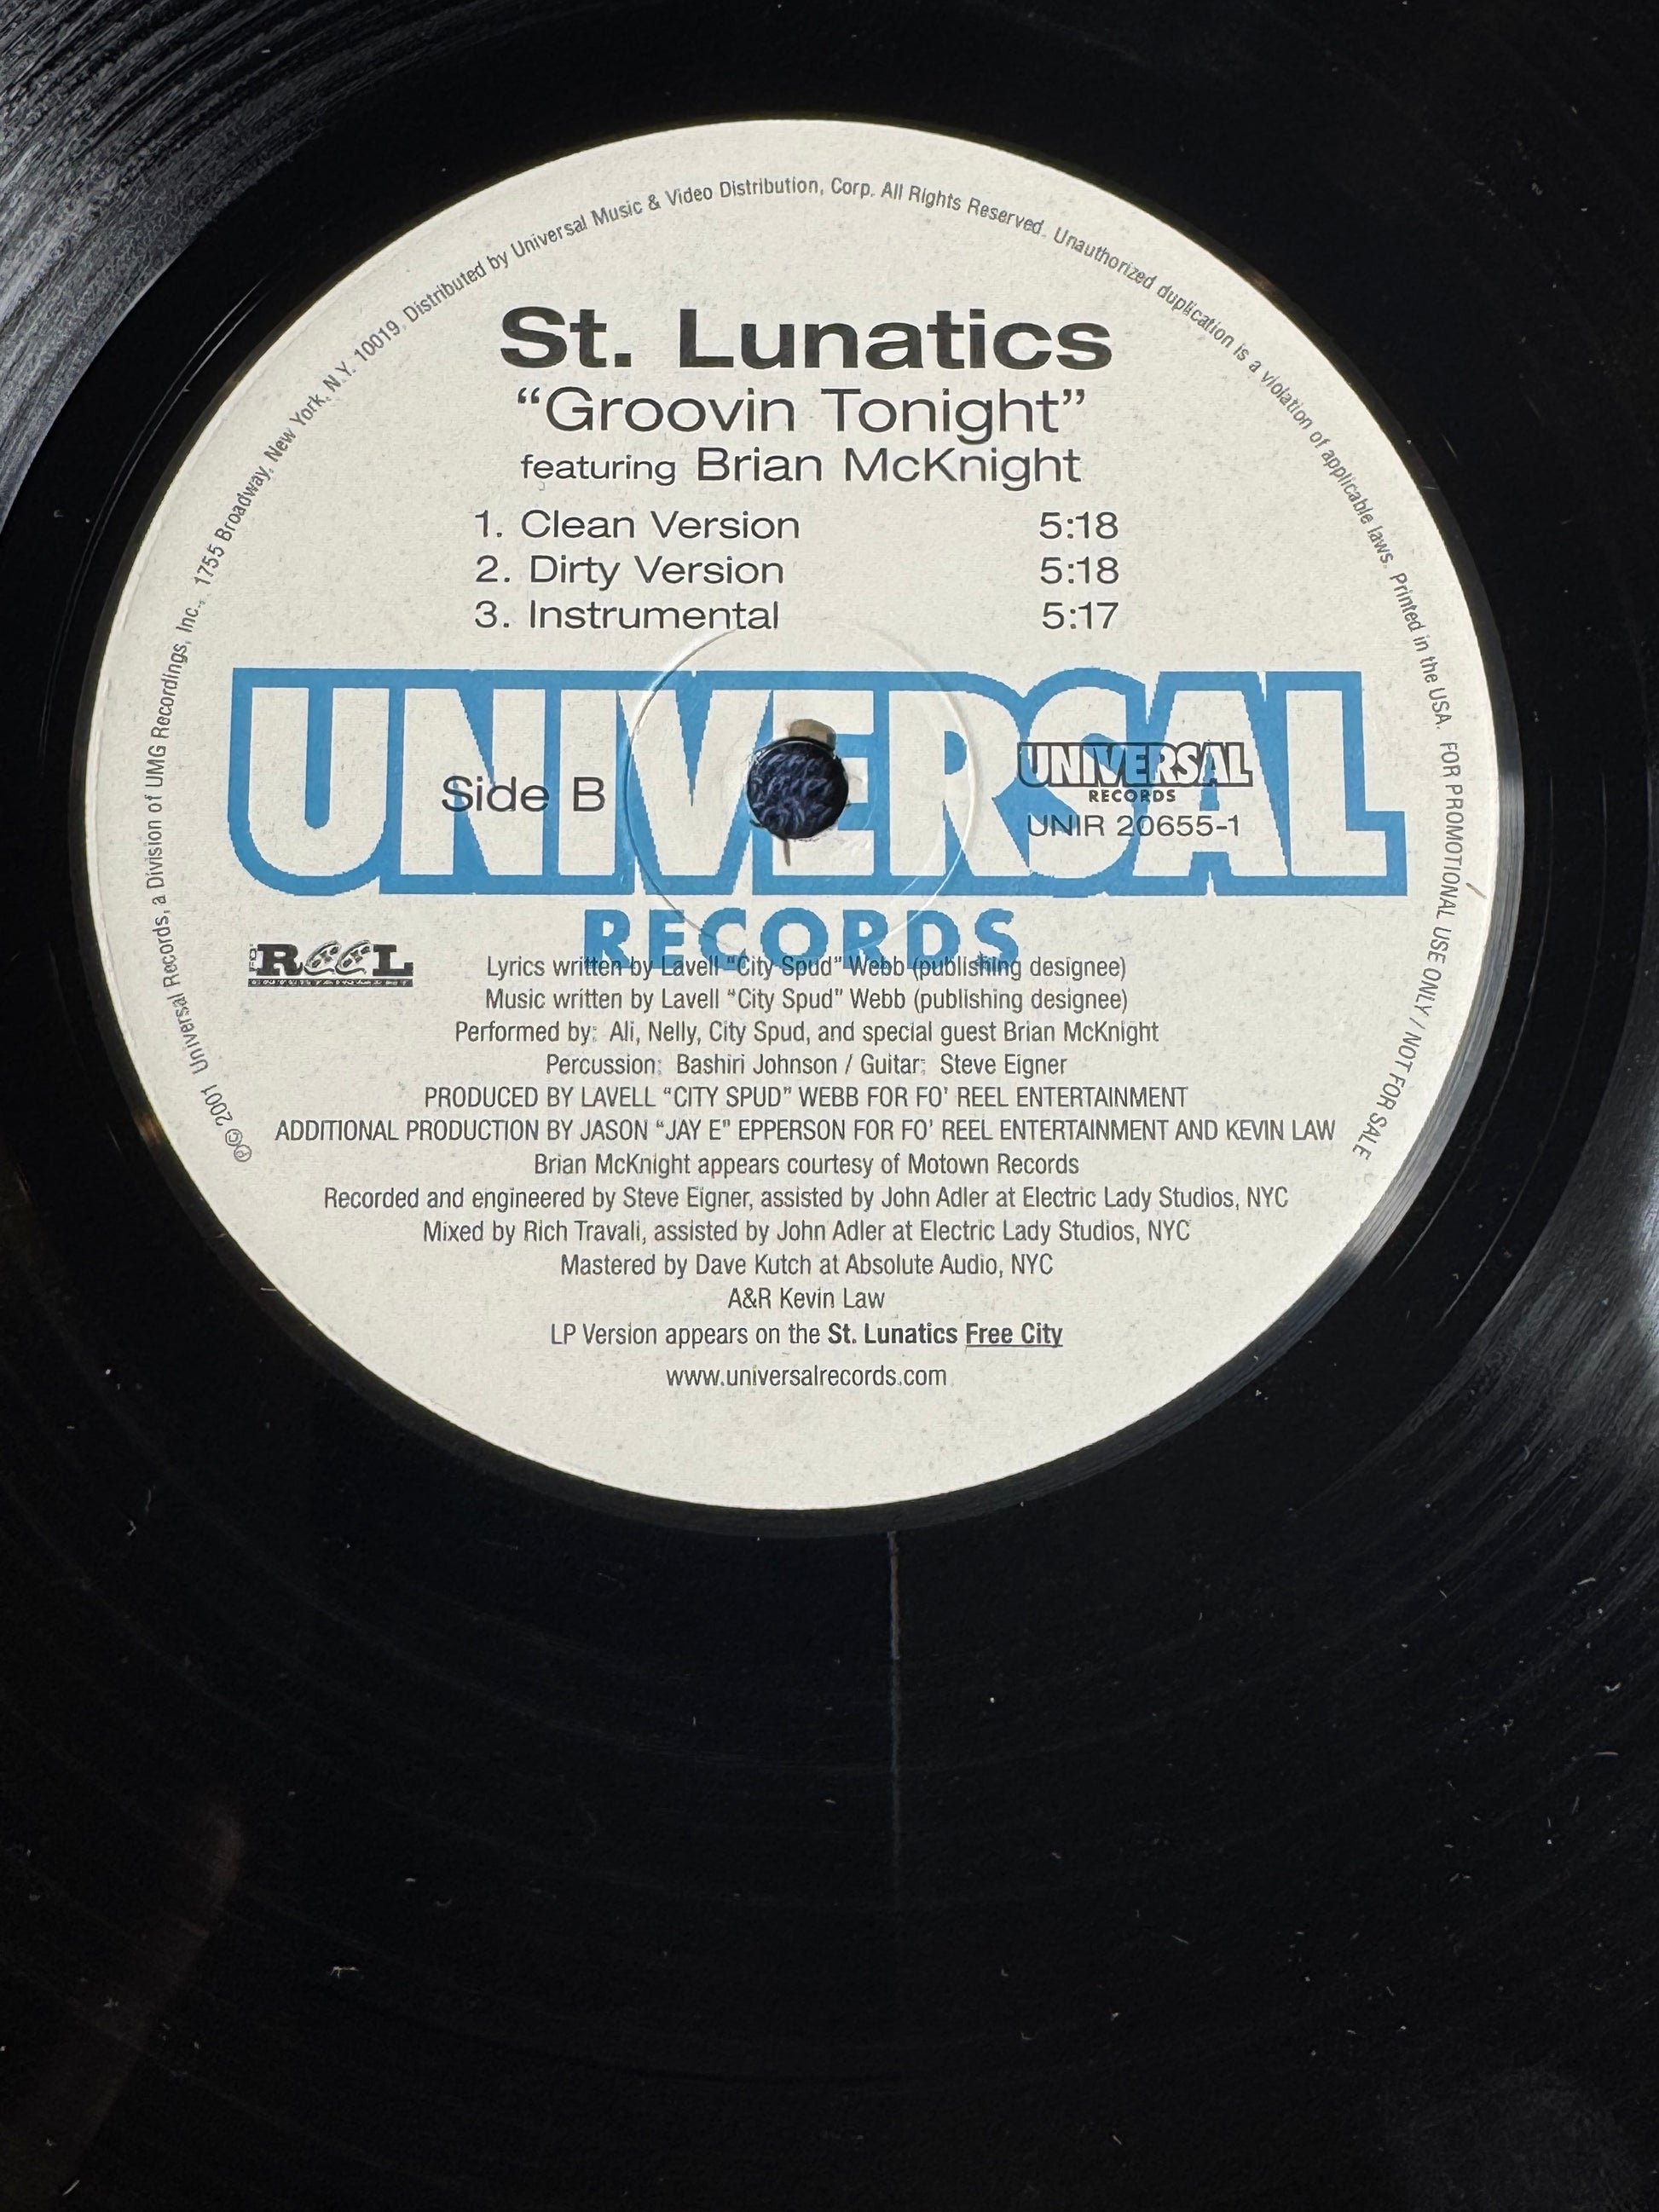 St. Lunatics
“Groovin Tonight”
featuring Brian McKnight
1. Clean Version 5:18
2. Dirty Version 5:18
3. Instrumental 5:17
UNIVERSAL
RECORDS
Side B
UNIVERSAL
RECORDS
UNIR 20655-1
FO' REEL
Lyrics written by Lavell “City Spud” Webb (publishing designee)
Music written by Lavell “City Spud” Webb (publishing designee)
Performed by: Ali, Nelly, City Spud, and special guest Brian McKnight
Percussion: Bashiri Johnson / Guitar: Steve Eigner
PRODUCED BY LAVELL “CITY SPUD” WEBB FOR FO’ REEL ENTERTAINMENT
ADDITIONAL PRODUCTION BY JASON “JAY E” EPPERSON FOR FO’ REEL ENTERTAINMENT AND KEVIN LAW
Brian McKnight appears courtesy of Motown Records
Recorded and engineered by Steve Eigner, assisted by John Adler at Electric Lady Studios, NYC
Mixed by Rich Travali, assisted by John Adler at Electric Lady Studios, NYC
Mastered by Dave Kutch at Absolute Audio, NYC
A&R Kevin Law
LP Version appears on the St. Lunatics Free City
www.universalrecords.com
℗© 2001 Universal Records, a Division of UMG Recordings, Inc., 1755 Broadway, New York, N.Y. 10019. Distributed by Universal Music & Video Distribution, Corp. All Rights Reserved. Unauthorized duplication is a violation of applicable laws. Printed in the USA. FOR PROMOTIONAL USE ONLY / NOT FOR SALE